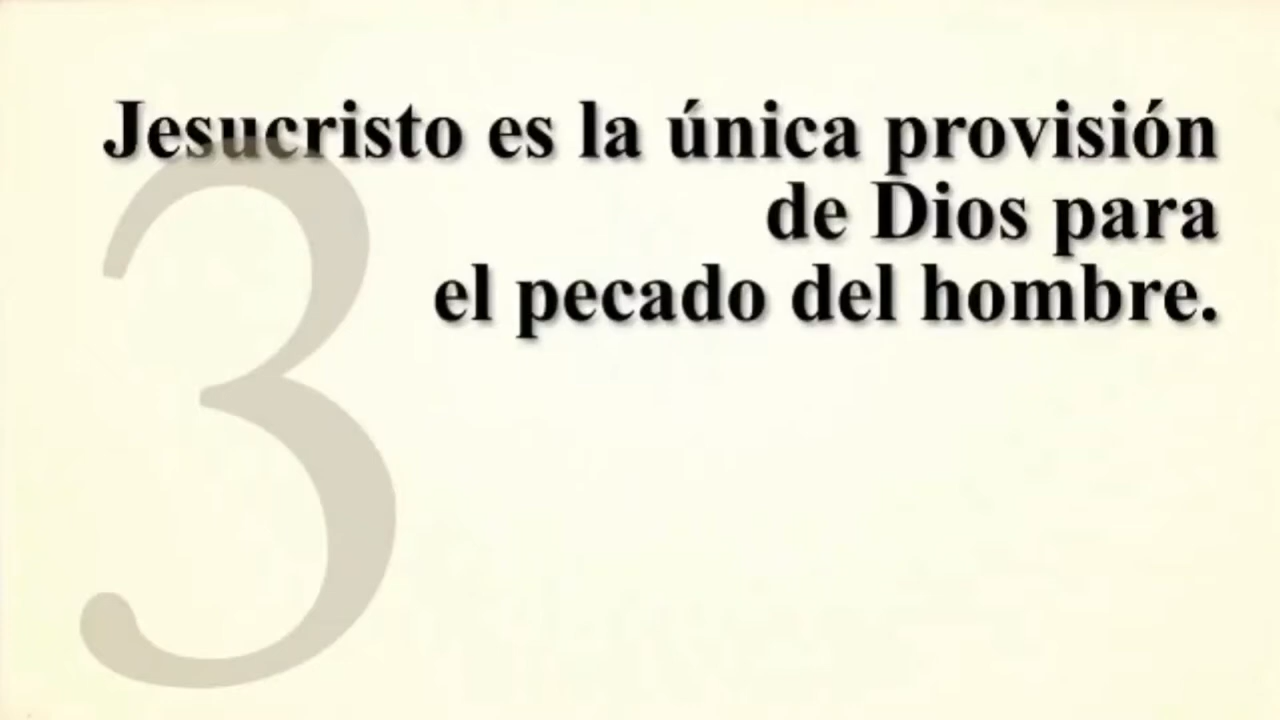 Jesucristo es la única provisión
de Dios para
el pecado del hombre.
3